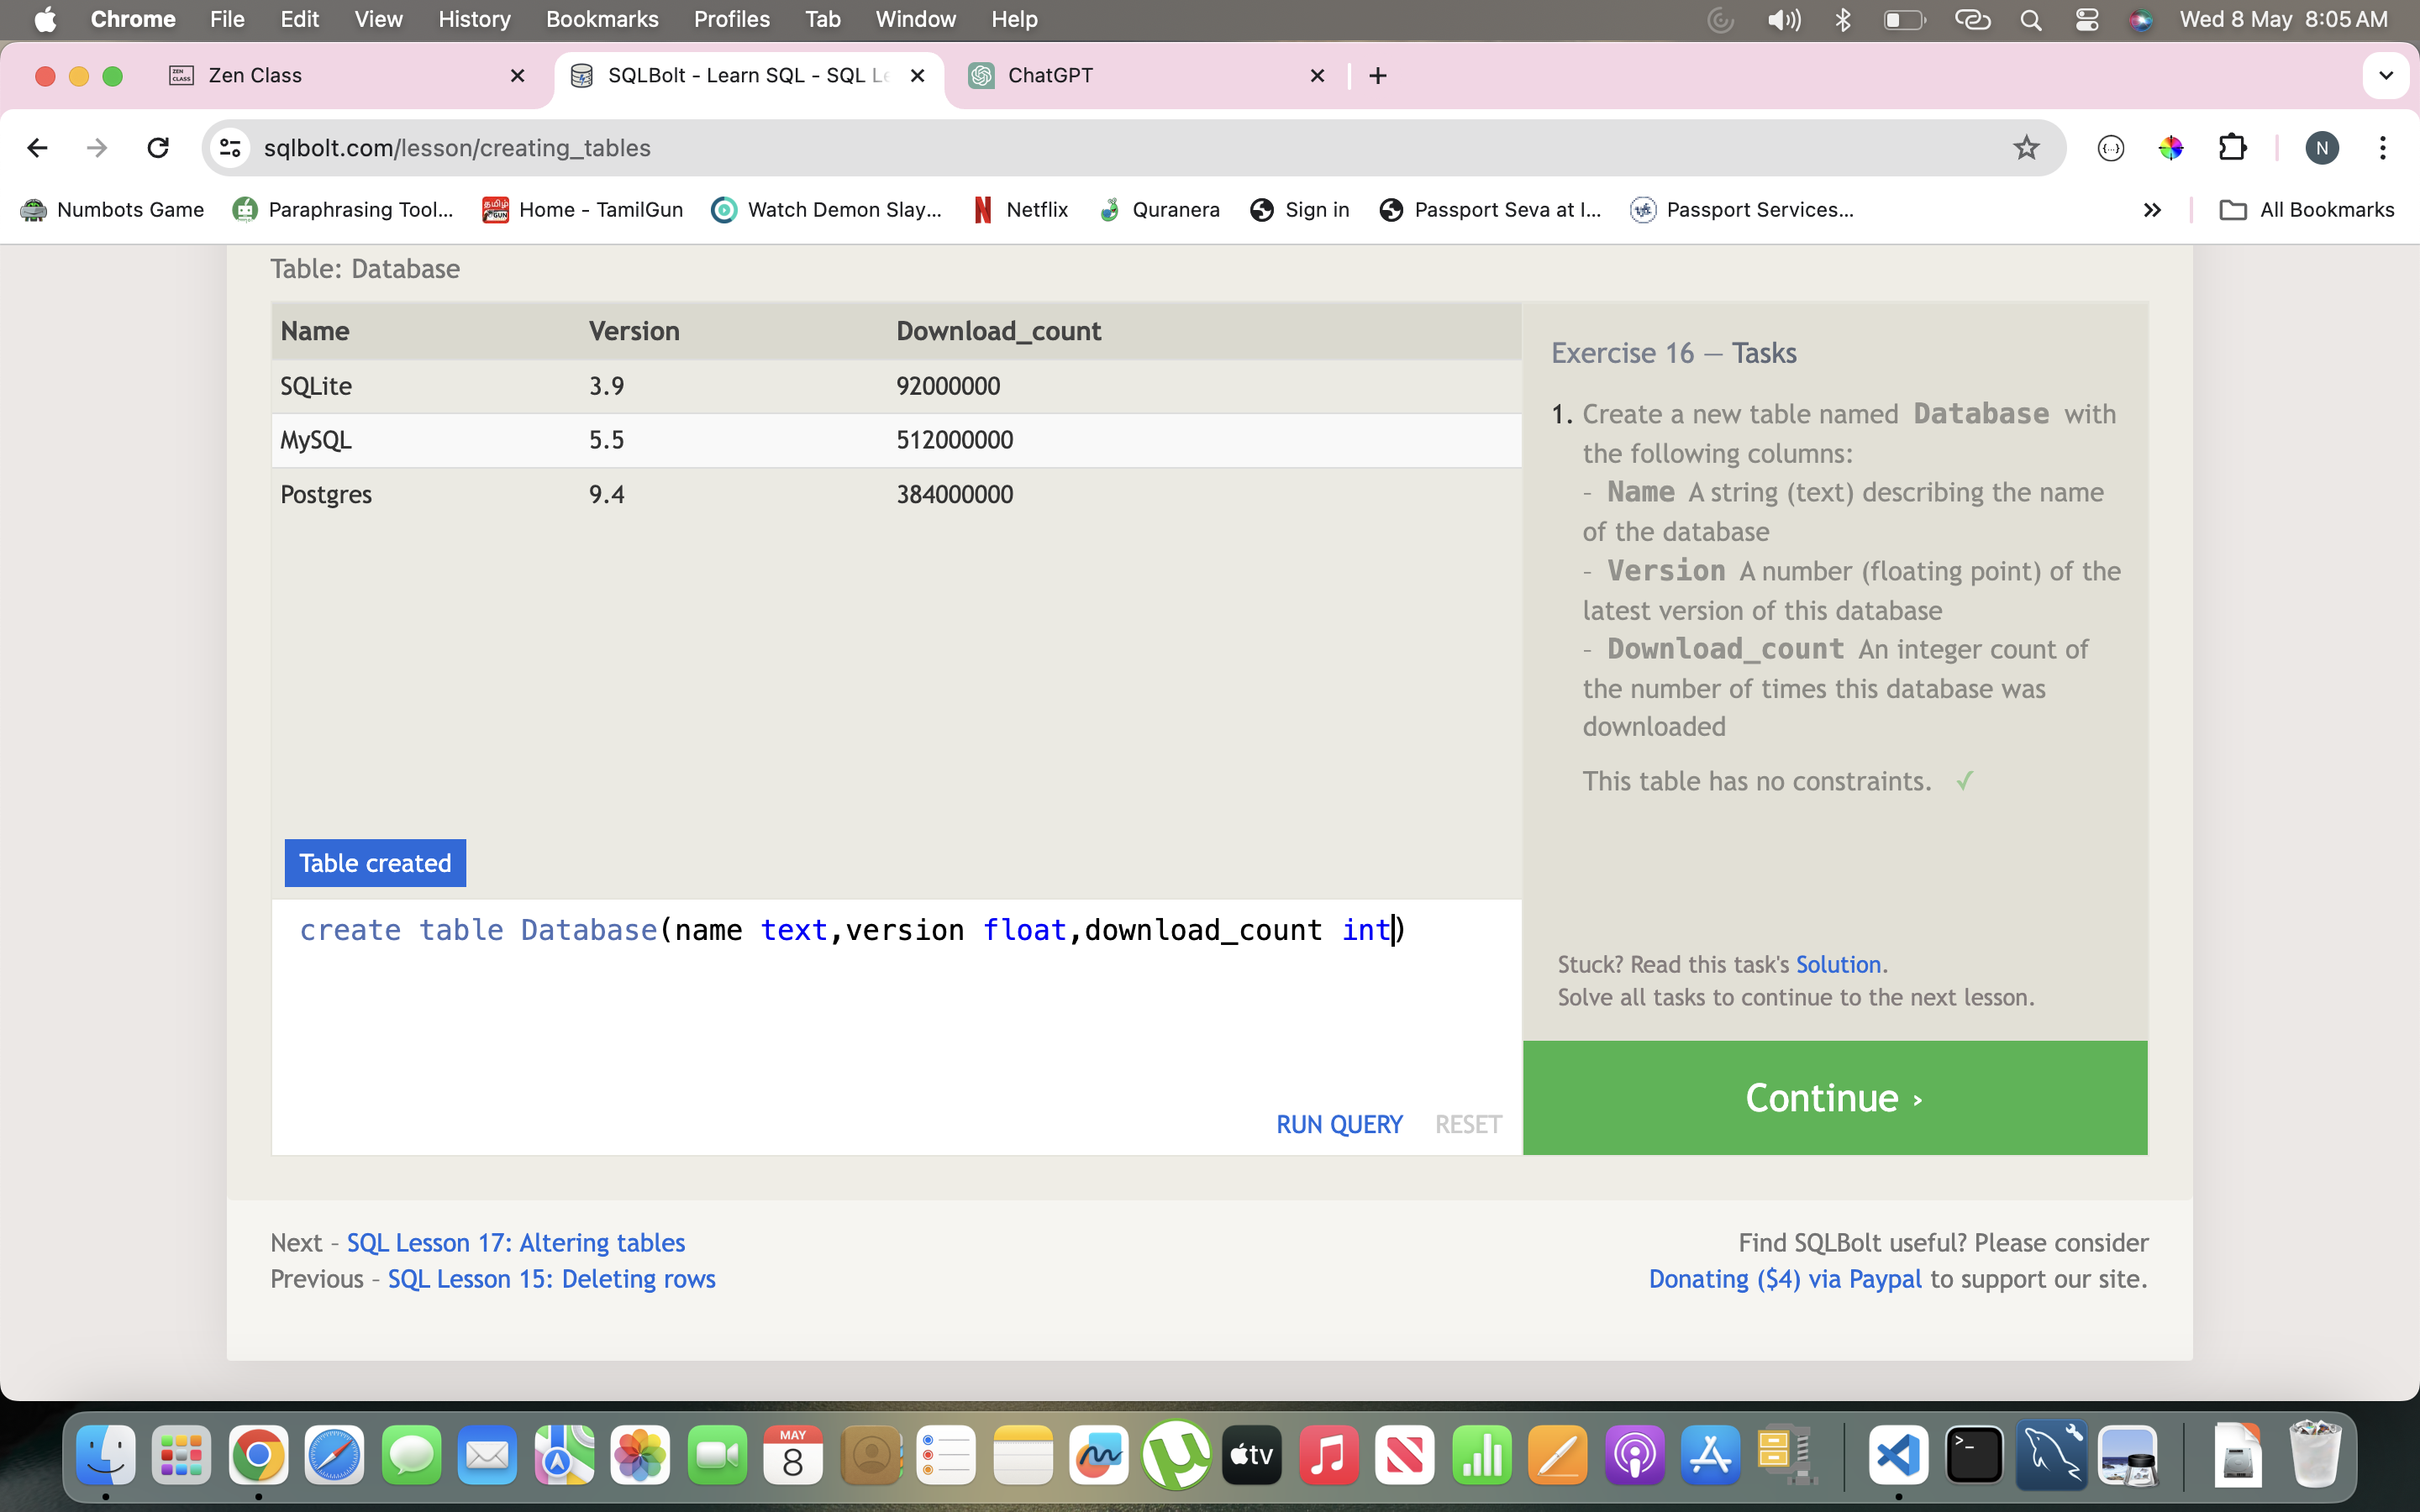 Chrome File Edit View History Bookmarks Profiles Tab Window Help Wed 8 May 8:05 AM
ZEN CLASS Zen Class SQLBolt - Learn SQL - SQL Le ChatGPT
sqlbolt.com/lesson/creating_tables N
Numbots Game Paraphrasing Tool... தமிழ் GUN Home - TamilGun Watch Demon Slay... Netflix Quranera Sign in Passport Seva at I... Passport Services... All Bookmarks
Table: Database
Name Version Download_count
SQLite 3.9 92000000
MySQL 5.5 512000000
Postgres 9.4 384000000
Table created
create table Database(name text,version float,download_count int)
RUN QUERY RESET
Exercise 16 — Tasks
1. Create a new table named Database with
the following columns:
- Name A string (text) describing the name
of the database
- Version A number (floating point) of the
latest version of this database
- Download_count An integer count of
the number of times this database was
downloaded
This table has no constraints. ✓
Stuck? Read this task's Solution.
Solve all tasks to continue to the next lesson.
Continue ›
Next – SQL Lesson 17: Altering tables
Previous – SQL Lesson 15: Deleting rows
Find SQLBolt useful? Please consider
Donating ($4) via Paypal to support our site.
MAY
8
tv